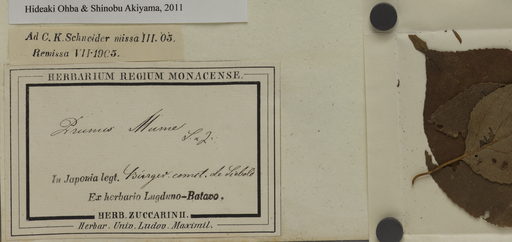 Hideaki Ohba & Shinobu Akiyama, 2011
Ad C. K. Schneider missa III. 05.
Remissa VII. 1905.
HERBARIUM REGIUM MONACENSE.
Prunus Mume
S. & Z.
In Japonia legt. Bürger. comt. de Siebold
Ex herbario Lugduno-Batavo.
HERB. ZUCCARINII.
Herbar. Univ. Ludov. Maximil.